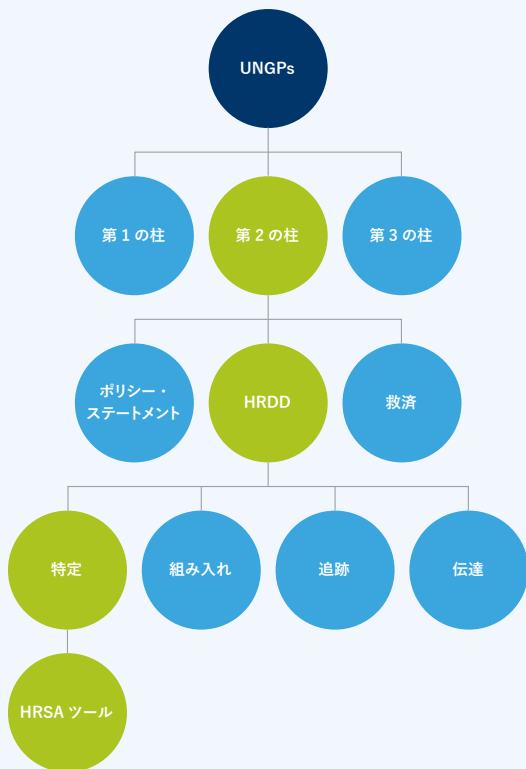 UNGPs
第1の柱
第2の柱
第3の柱
ポリシー・
ステートメント
HRDD
救済
特定
組み入れ
追跡
伝達
HRSA ツール